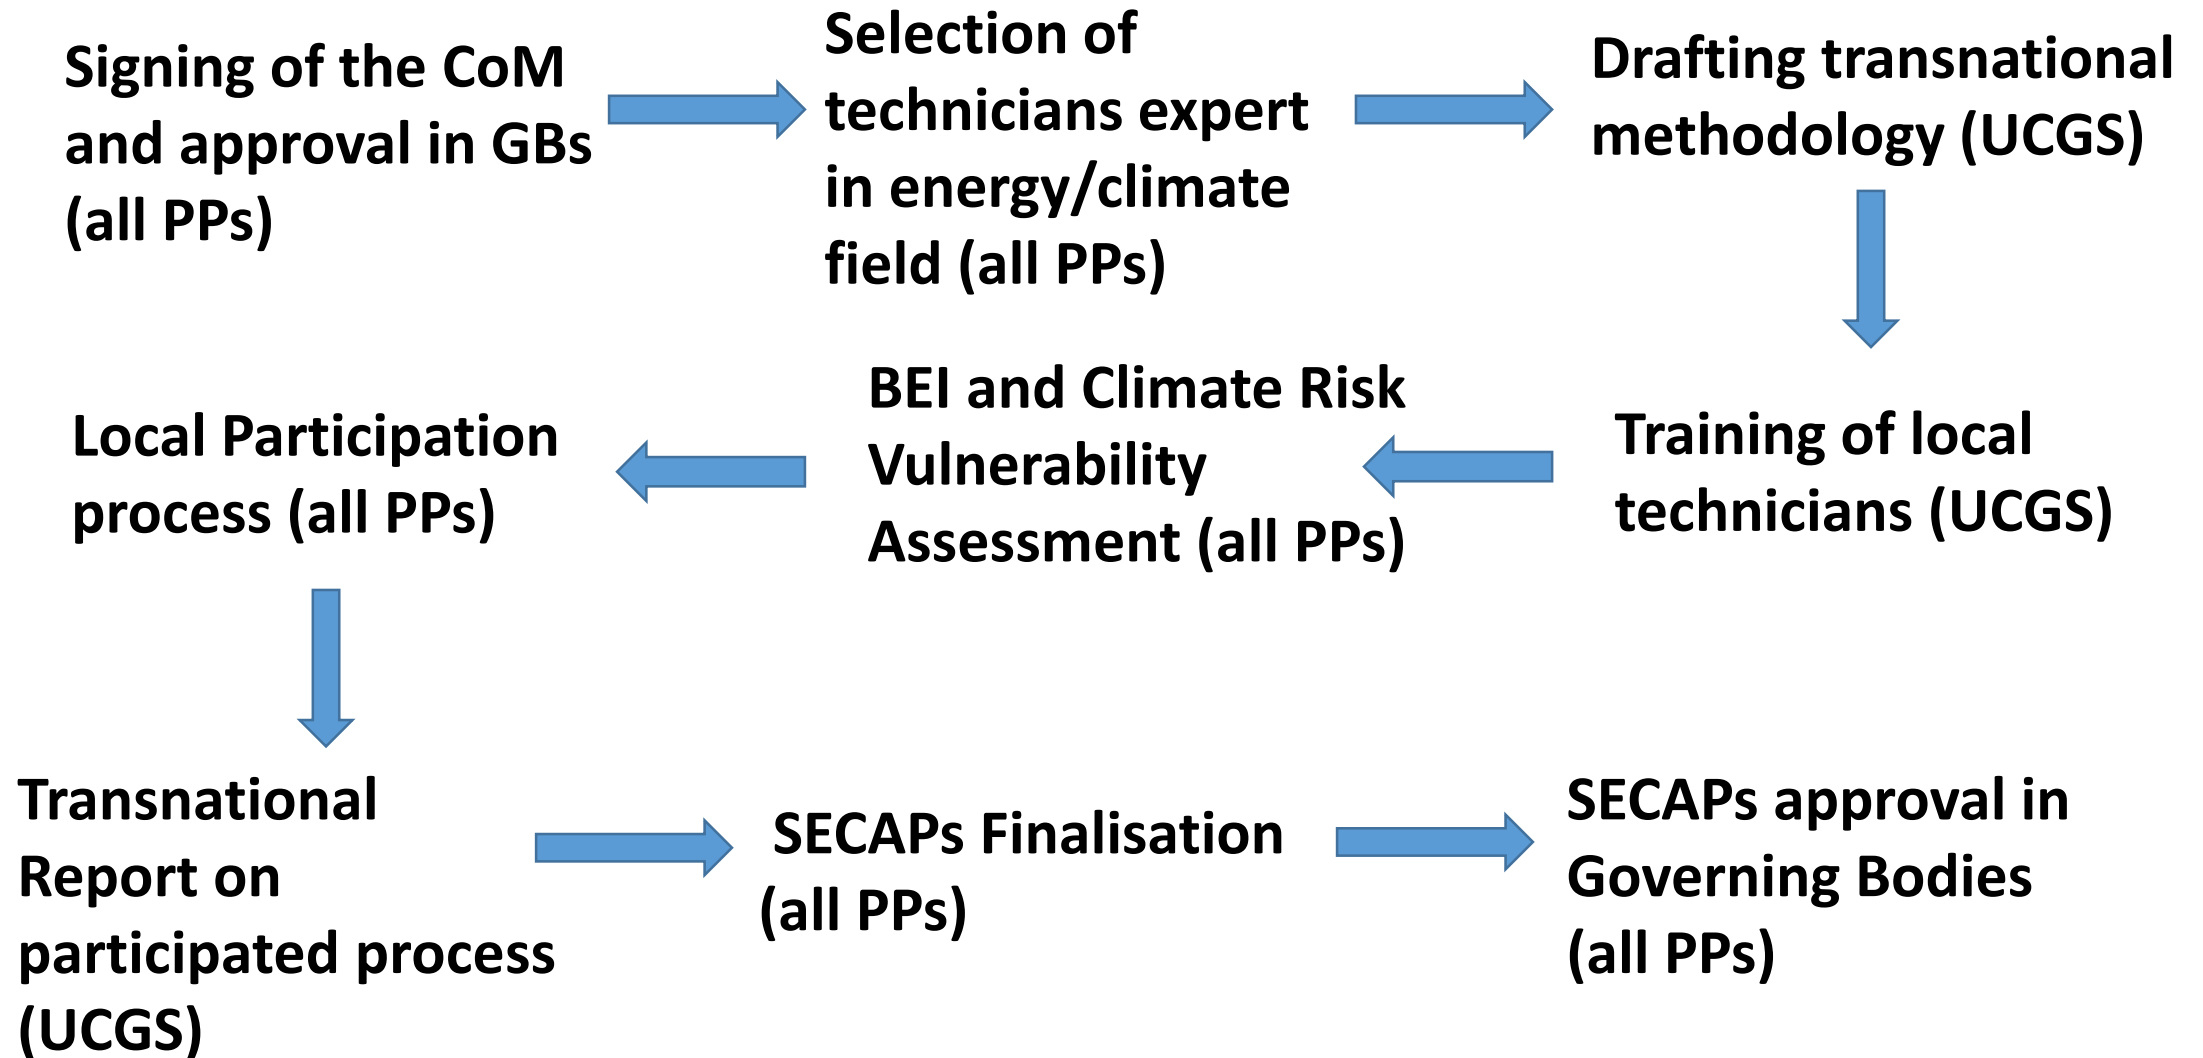 Signing of the CoM
and approval in GBs
(all PPs)
Selection of
technicians expert
in energy/climate
field (all PPs)
Drafting transnational
methodology (UCGS)
Training of local
technicians (UCGS)
BEI and Climate Risk
Vulnerability
Assessment (all PPs)
Local Participation
process (all PPs)
Transnational
Report on
participated process
(UCGS)
SECAPs Finalisation
(all PPs)
SECAPs approval in
Governing Bodies
(all PPs)